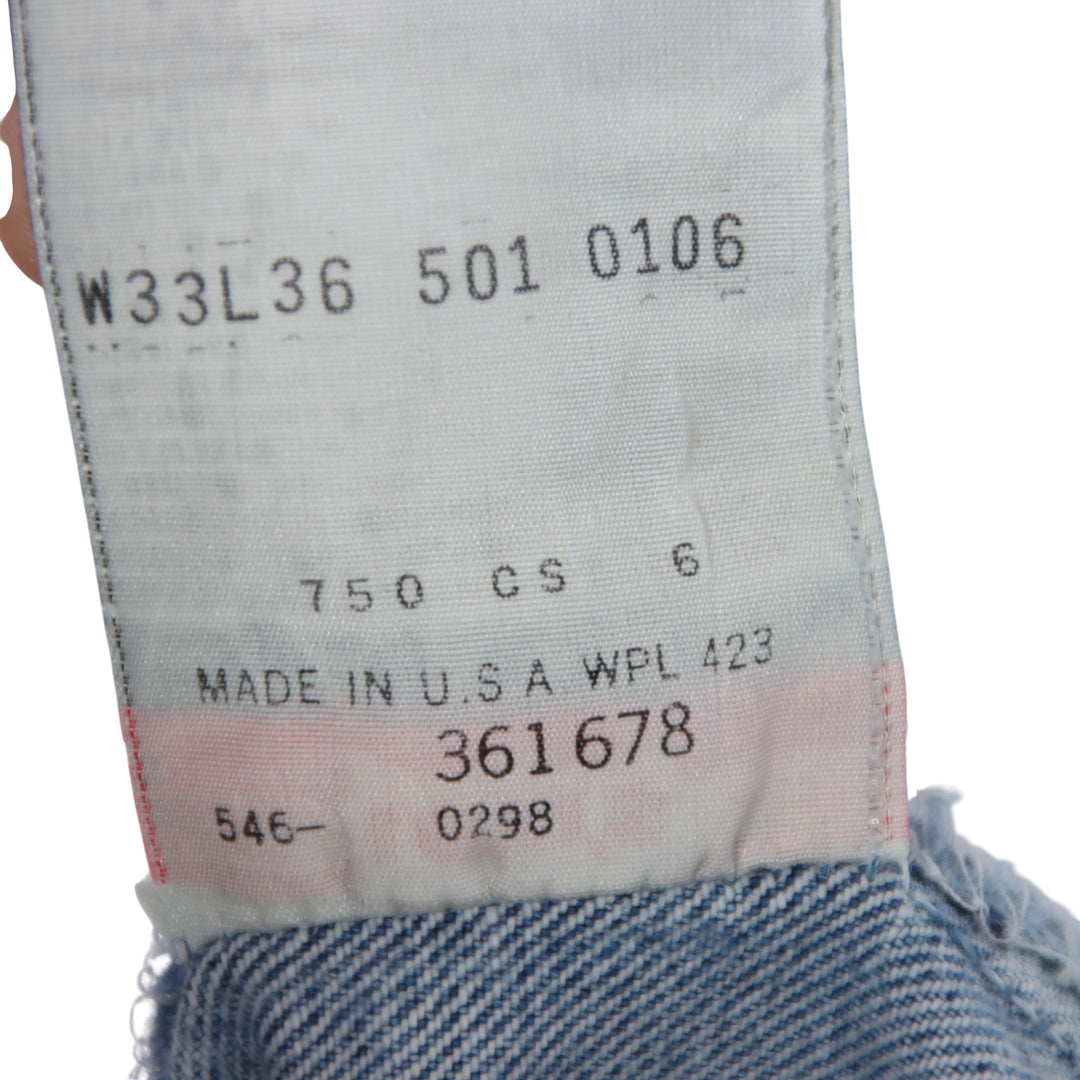 W33L36 501 0106
750 CS 6
MADE IN U.S A WPL 423
361678
546- 0298